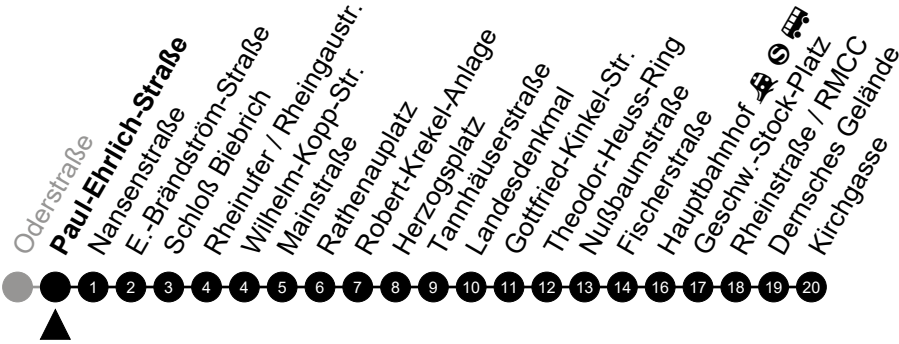 Oderstraße
Paul-Ehrlich-Straße
Nansenstraße
E.-Brändström-Straße
Schloß Biebrich
Rheinufer / Rheingaustr.
Wilhelm-Kopp-Str.
Mainstraße
Rathenauplatz
Robert-Krekel-Anlage
Herzogsplatz
Tannhäuserstraße
Landesdenkmal
Gottfried-Kinkel-Str.
Theodor-Heuss-Ring
Nußbaumstraße
Fischerstraße
Hauptbahnhof S
Geschw.-Stock-Platz
Rheinstraße / RMCC
Dernsches Gelände
Kirchgasse
1 2 3 4 4 5 6 7 8 9 10 11 12 13 14 16 17 18 19 20